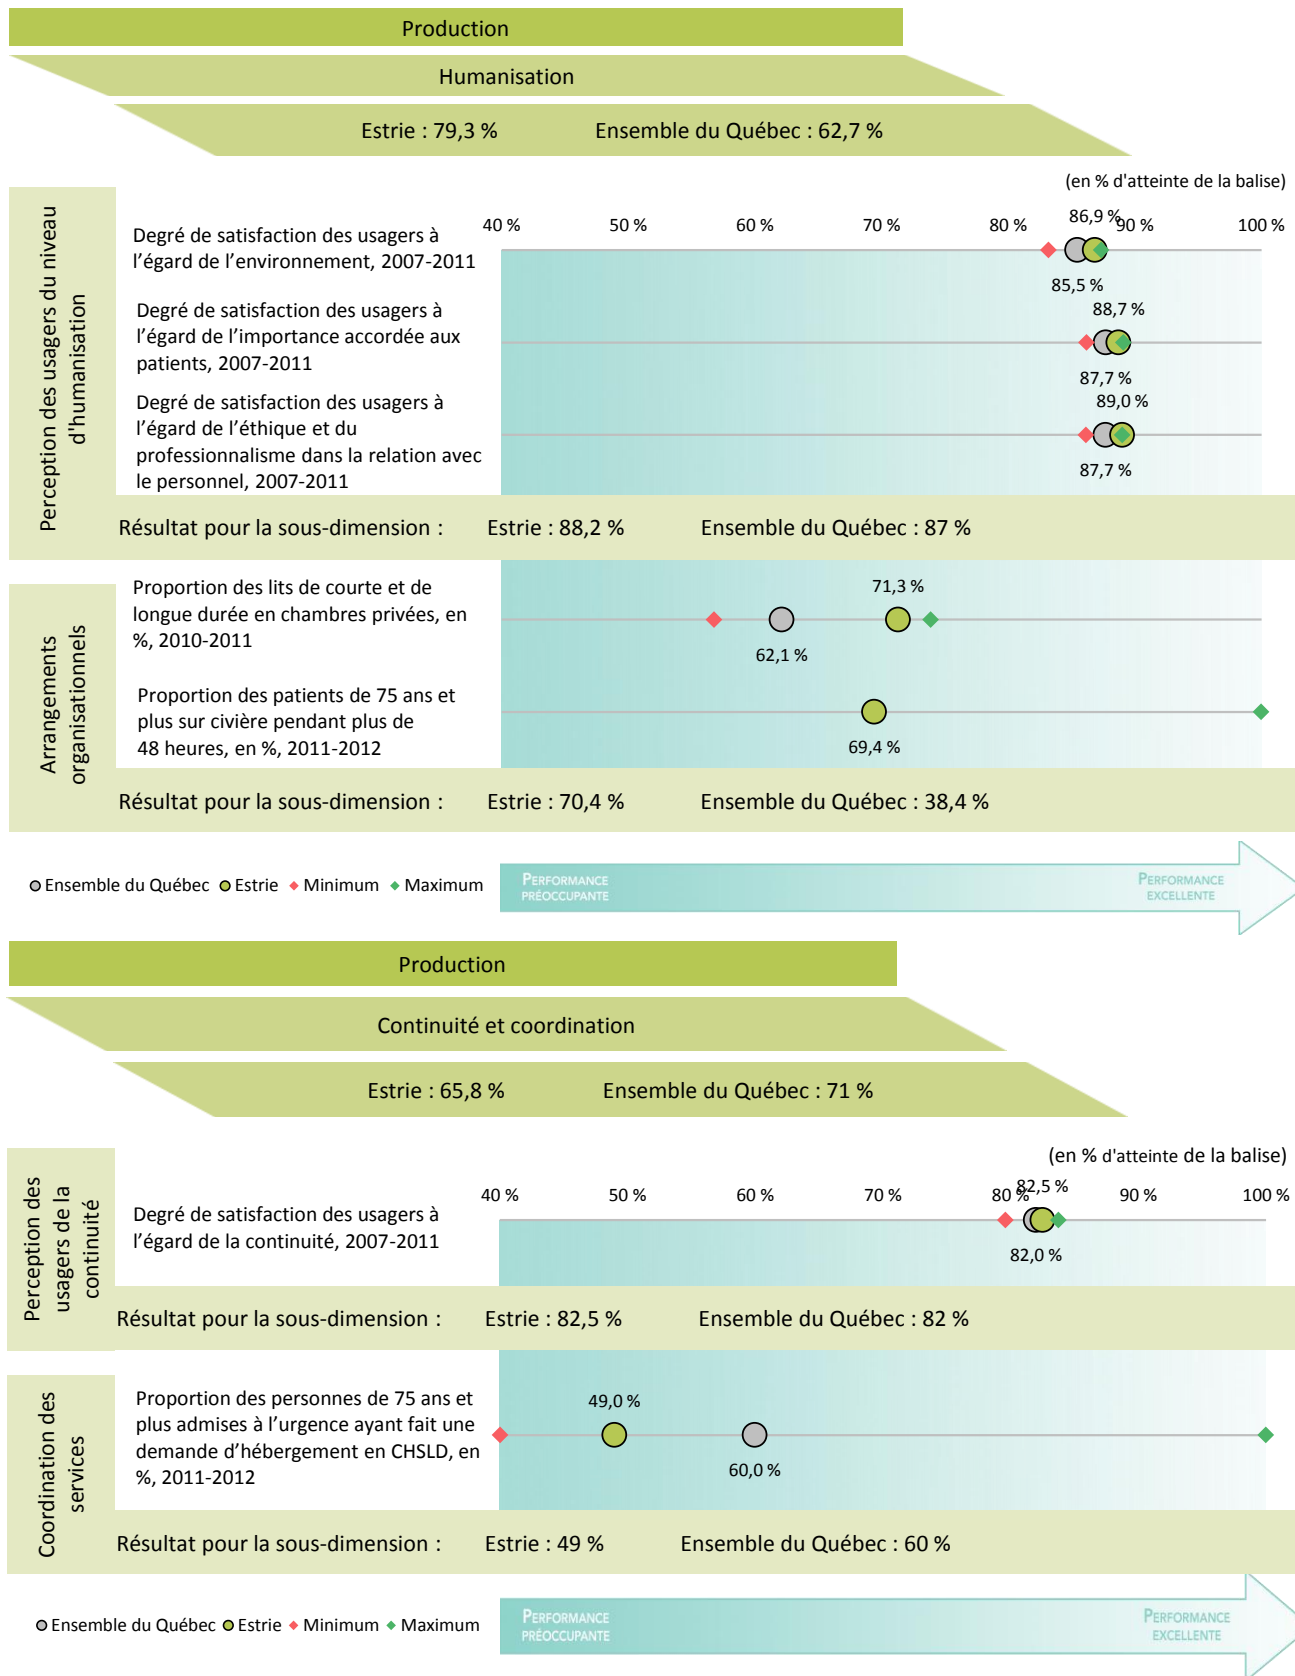 Production
Humanisation
Estrie : 79,3 % Ensemble du Québec : 62,7 %
(en % d'atteinte de la balise)
40 % 50 % 60 % 70 % 80 % 90 % 100 %
Perception des usagers du niveau
d'humanisation
Degré de satisfaction des usagers à
l’égard de l’environnement, 2007-2011
86,9 %
85,5 %
Degré de satisfaction des usagers à
l’égard de l’importance accordée aux
patients, 2007-2011
88,7 %
87,7 %
Degré de satisfaction des usagers à
l’égard de l’éthique et du
professionnalisme dans la relation avec
le personnel, 2007-2011
89,0 %
87,7 %
Résultat pour la sous-dimension : Estrie : 88,2 % Ensemble du Québec : 87 %
Arrangements
organisationnels
Proportion des lits de courte et de
longue durée en chambres privées, en
%, 2010-2011
71,3 %
62,1 %
Proportion des patients de 75 ans et
plus sur civière pendant plus de
48 heures, en %, 2011-2012
69,4 %
Résultat pour la sous-dimension : Estrie : 70,4 % Ensemble du Québec : 38,4 %
Ensemble du Québec Estrie Minimum Maximum
PERFORMANCE
PRÉOCCUPANTE
PERFORMANCE
EXCELLENTE
Production
Continuité et coordination
Estrie : 65,8 % Ensemble du Québec : 71 %
(en % d'atteinte de la balise)
40 % 50 % 60 % 70 % 80 % 90 % 100 %
Perception des
usagers de la
continuité
Degré de satisfaction des usagers à
l’égard de la continuité, 2007-2011
82,5 %
82,0 %
Résultat pour la sous-dimension : Estrie : 82,5 % Ensemble du Québec : 82 %
Coordination des
services
Proportion des personnes de 75 ans et
plus admises à l’urgence ayant fait une
demande d’hébergement en CHSLD, en
%, 2011-2012
49,0 %
60,0 %
Résultat pour la sous-dimension : Estrie : 49 % Ensemble du Québec : 60 %
Ensemble du Québec Estrie Minimum Maximum
PERFORMANCE
PRÉOCCUPANTE
PERFORMANCE
EXCELLENTE